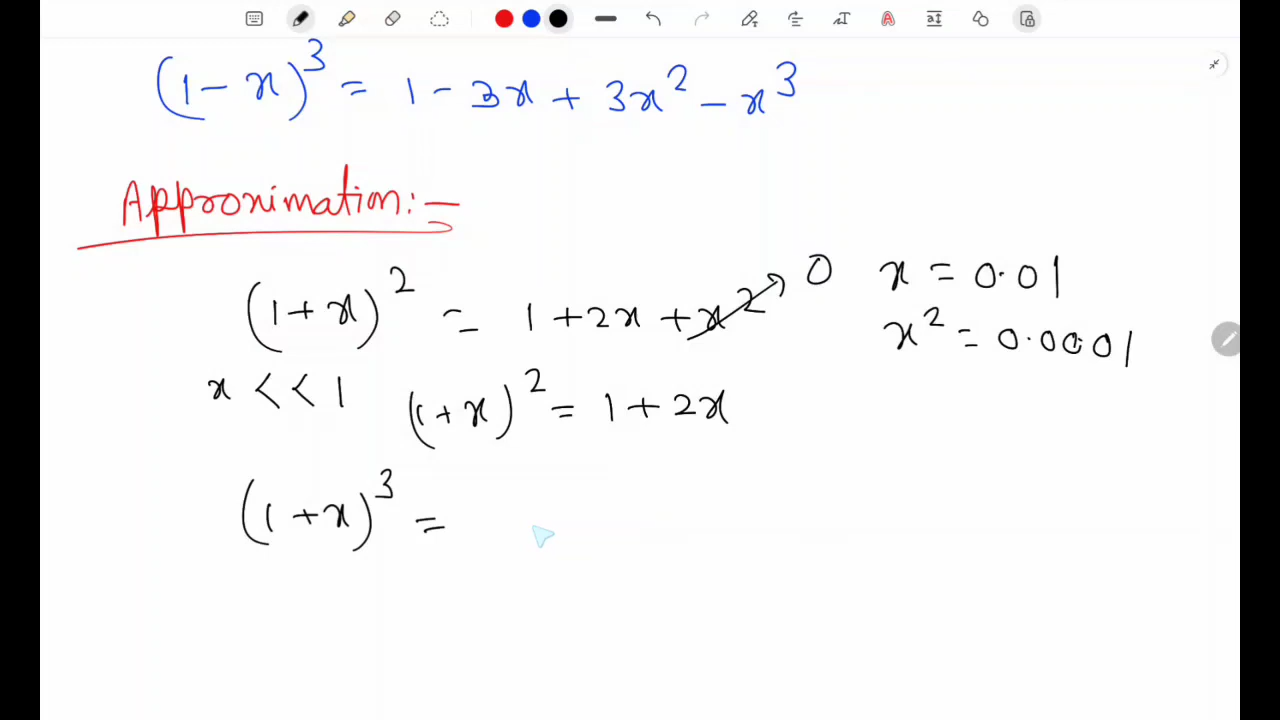 (1 - x)³ = 1 - 3x + 3x² - x³
Approximation:-
(1 + x)² = 1 + 2x + x² → 0 x = 0.01
x² = 0.0001
x << 1 (1 + x)² = 1 + 2x
(1 + x)³ =